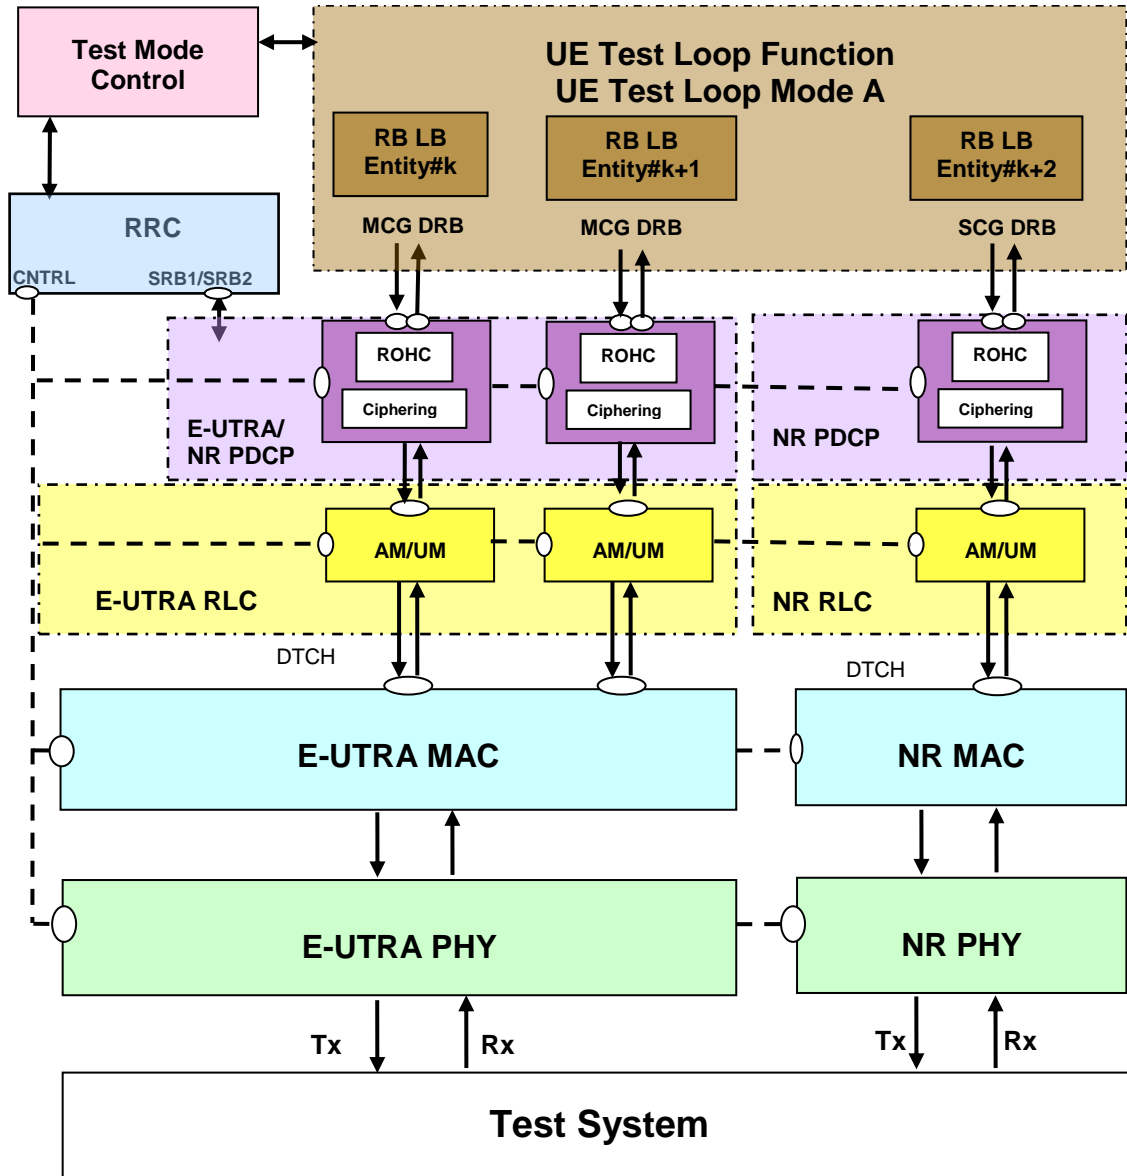 Test Mode
Control
UE Test Loop Function
UE Test Loop Mode A
RB LB
Entity#k
RB LB
Entity#k+1
RB LB
Entity#k+2
MCG DRB
MCG DRB
SCG DRB
RRC
CNTRL
SRB1/SRB2
ROHC
Ciphering
ROHC
Ciphering
ROHC
Ciphering
E-UTRA/
NR PDCP
NR PDCP
AM/UM
AM/UM
AM/UM
E-UTRA RLC
NR RLC
DTCH
DTCH
E-UTRA MAC
NR MAC
E-UTRA PHY
NR PHY
Tx
Rx
Tx
Rx
Test System